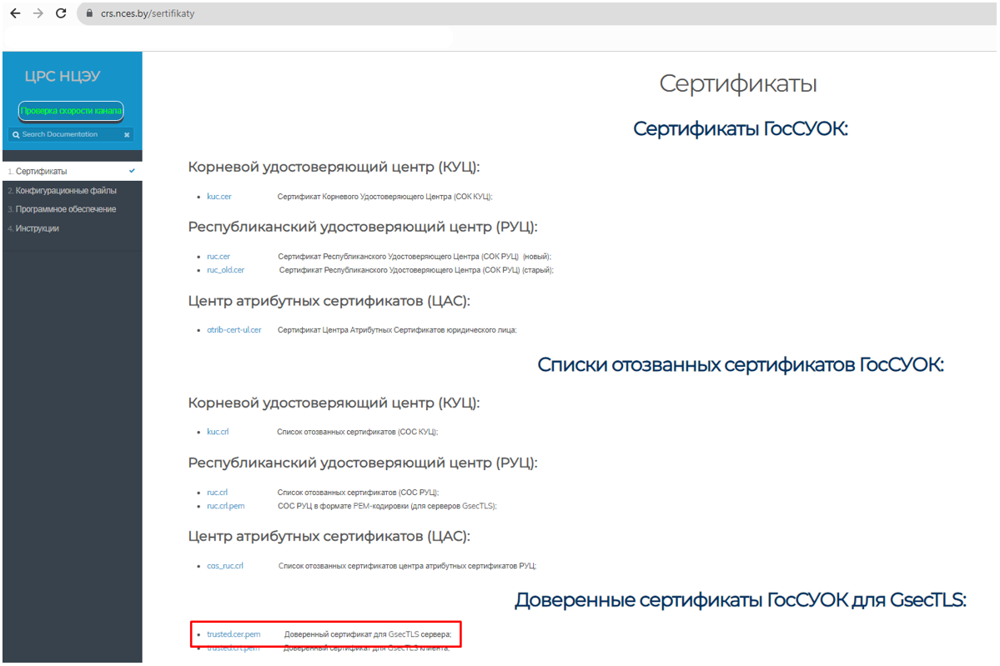 crs.nces.by/sertifikaty
ЦРС НЦЭУ
Проверка скорости канала
Search Documentation
1. Сертификаты
2. Конфигурационные файлы
3. Программное обеспечение
4. Инструкции
Сертификаты
Сертификаты ГосСУОК:
Корневой удостоверяющий центр (КУЦ):
kuc.cer Сертификат Корневого Удостоверяющего Центра (СОК КУЦ);
Республиканский удостоверяющий центр (РУЦ):
ruc.cer Сертификат Республиканского Удостоверяющего Центра (СОК РУЦ) (новый);
ruc_old.cer Сертификат Республиканского Удостоверяющего Центра (СОК РУЦ) (старый);
Центр атрибутных сертификатов (ЦАС):
atrib-cert-ul.cer Сертификат Центра Атрибутных Сертификатов юридического лица;
Списки отозванных сертификатов ГосСУОК:
Корневой удостоверяющий центр (КУЦ):
kuc.crl Список отозванных сертификатов (СОС КУЦ);
Республиканский удостоверяющий центр (РУЦ):
ruc.crl Список отозванных сертификатов (СОС РУЦ);
ruc.crl.pem СОС РУЦ в формате PEM-кодировки (для серверов GsecTLS);
Центр атрибутных сертификатов (ЦАС):
cas_ruc.crl Список отозванных сертификатов центра атрибутных сертификатов РУЦ;
Доверенные сертификаты ГосСУОК для GsecTLS:
trusted.cer.pem Доверенный сертификат для GsecTLS сервера;
trusted.crt.pem Доверенный сертификат для GsecTLS клиента;